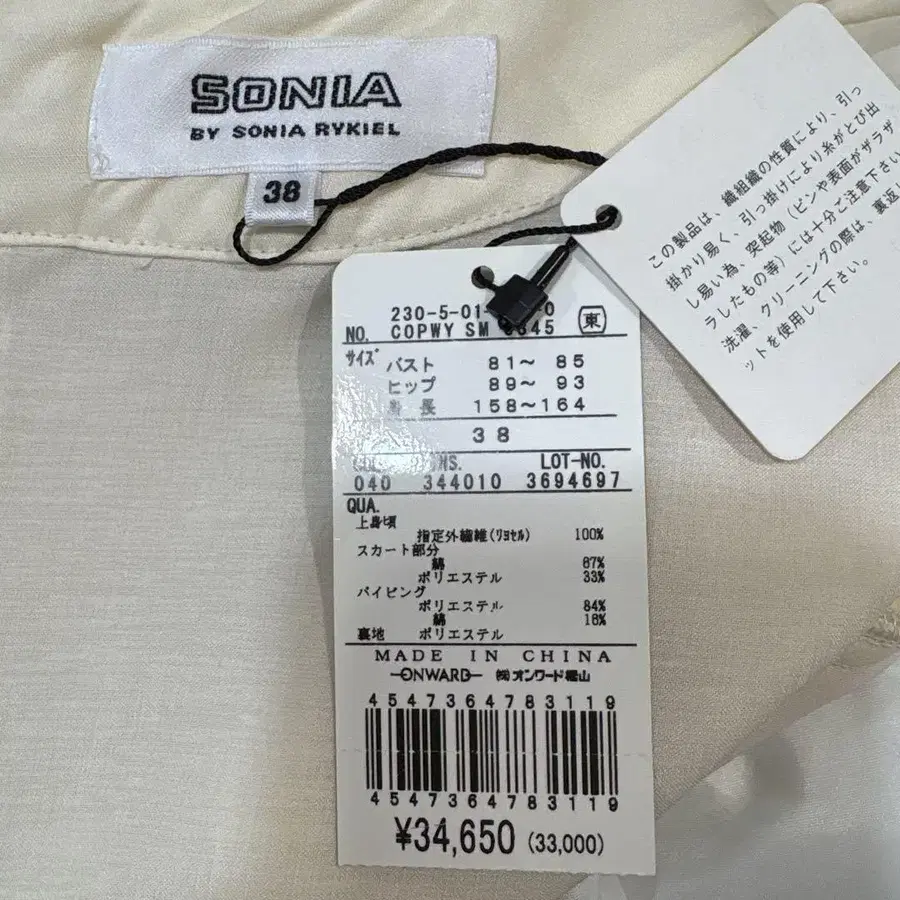 SONIA
BY SONIA RYKIEL
38
この製品は、繊組織の性質により、引っ
掛かり易く、引っ掛けにより糸がとび出
し易い為、突起物(ピンや表面がザラザ
ラしたもの等)には十分ご注意下さい
洗濯、クリーニングの際は、裏返し
ットを使用して下さい。
230-5-01-
NO. COPWY SM 東
サイズ バスト 81～ 85
ヒップ 89～ 93
身 長 158～164
38
LOT-NO.
040 344010 3694697
QUA.
上身頃
指定外繊維(リヨセル) 100%
スカート部分
綿 67%
ポリエステル 33%
パイピング
ポリエステル 84%
綿 16%
裏地 ポリエステル
MADE IN CHINA
ONWARD ㈱オンワード樫山
4547364783119
4547364783119
¥34,650 (33,000)